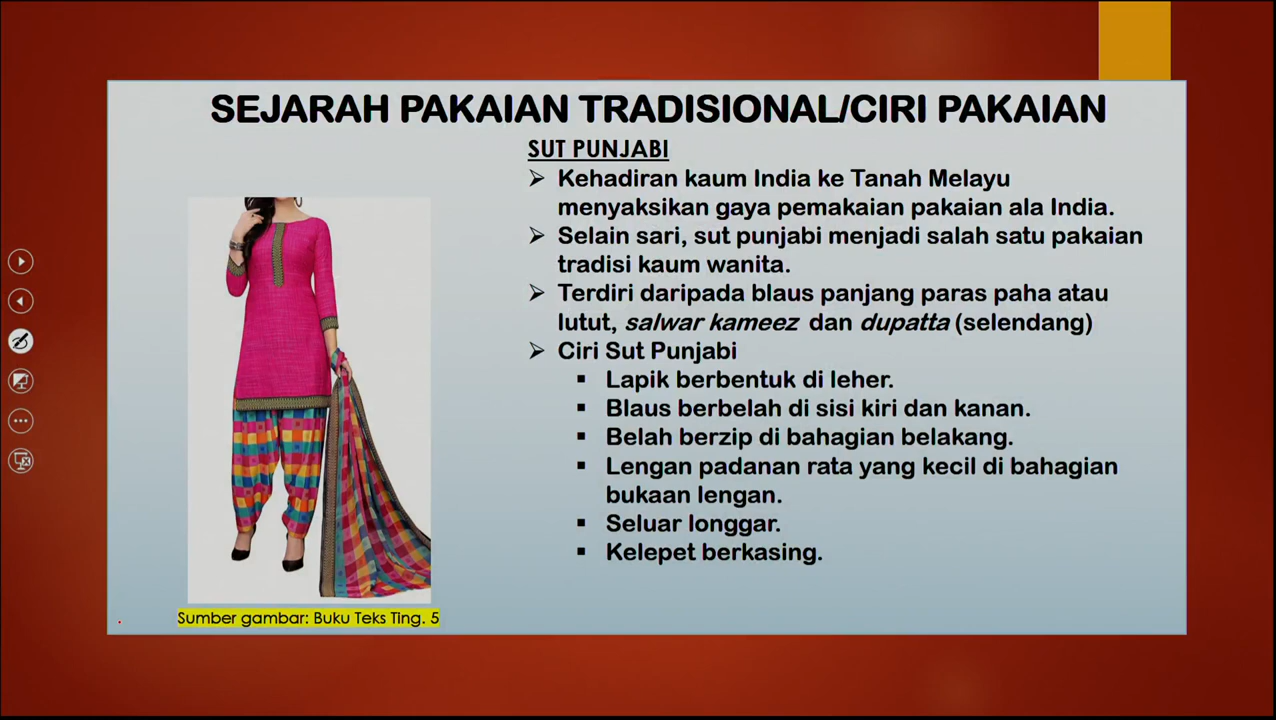 SEJARAH PAKAIAN TRADISIONAL/CIRI PAKAIAN
SUT PUNJABI
Kehadiran kaum India ke Tanah Melayu
menyaksikan gaya pemakaian pakaian ala India.
Selain sari, sut punjabi menjadi salah satu pakaian
tradisi kaum wanita.
Terdiri daripada blaus panjang paras paha atau
lutut, salwar kameez dan dupatta (selendang)
Ciri Sut Punjabi
Lapik berbentuk di leher.
Blaus berbelah di sisi kiri dan kanan.
Belah berzip di bahagian belakang.
Lengan padanan rata yang kecil di bahagian
bukaan lengan.
Seluar longgar.
Kelepet berkasing.
Sumber gambar: Buku Teks Ting. 5